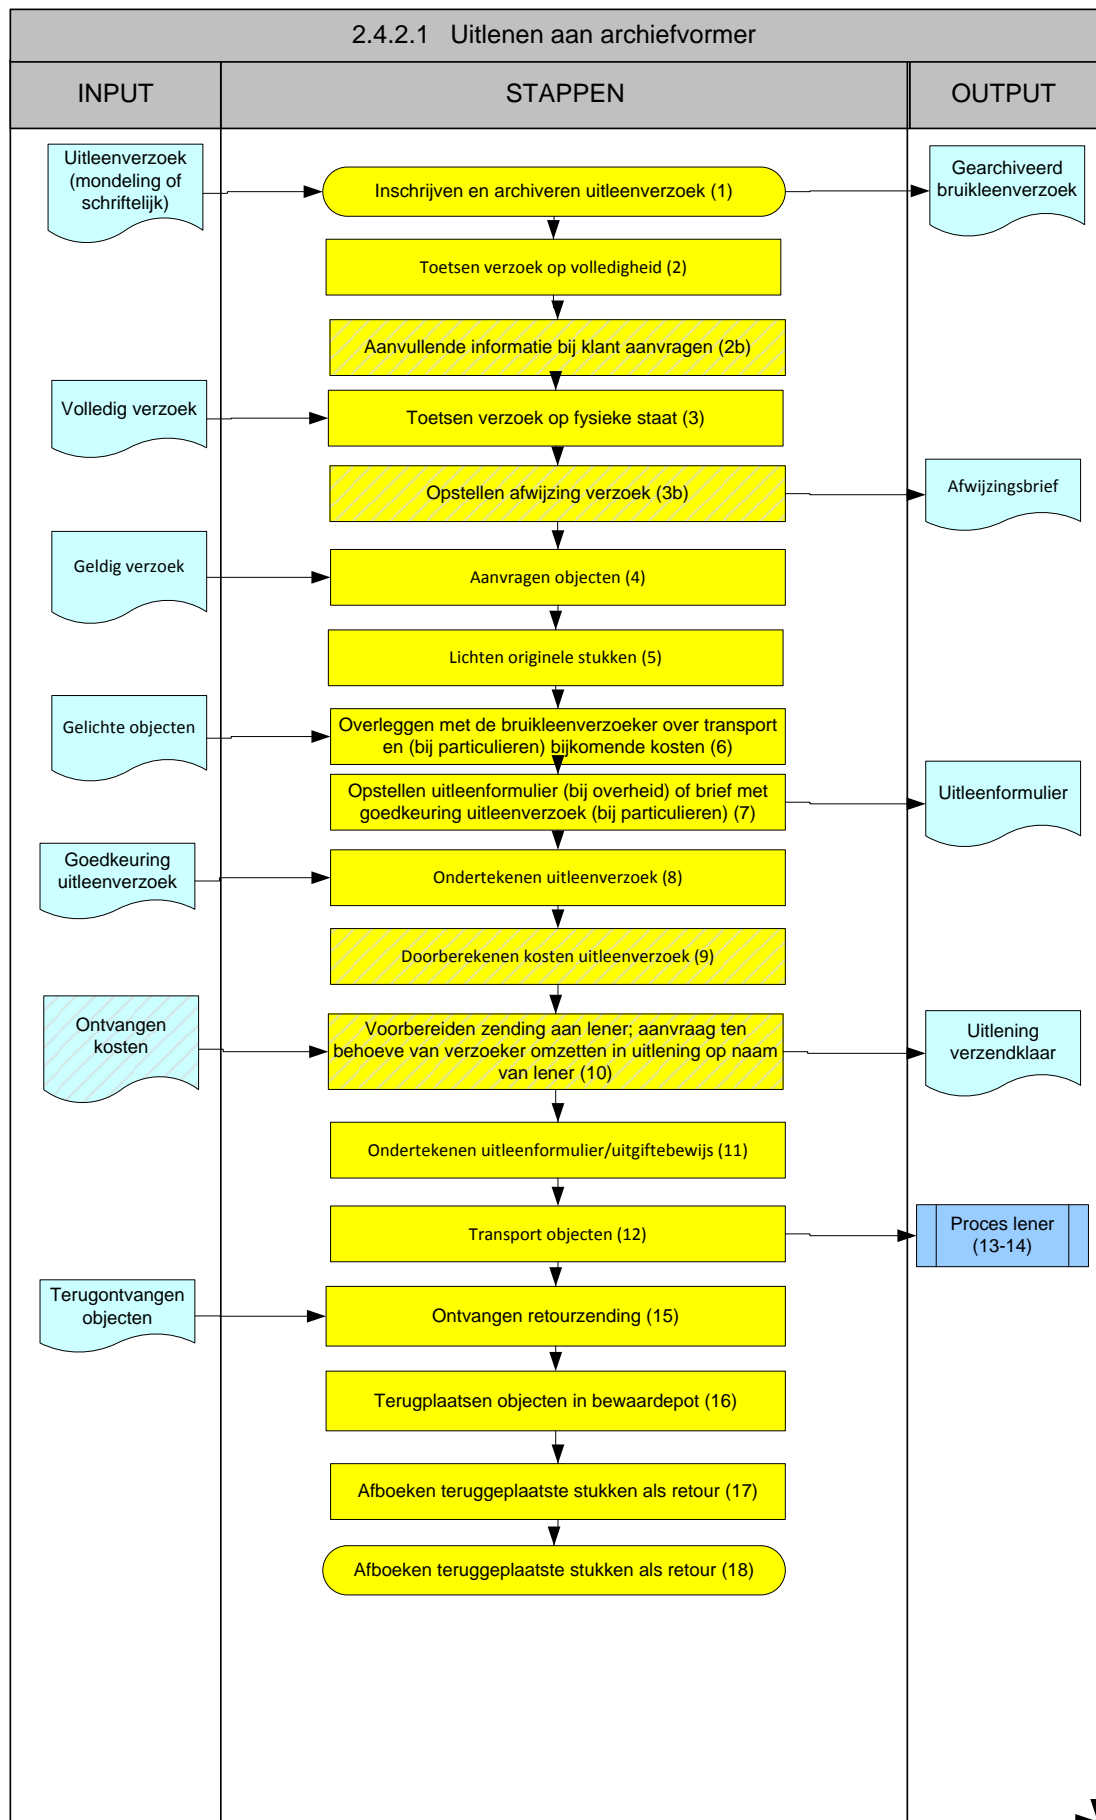 2.4.2.1 Uitlenen aan archiefvormer
INPUT
STAPPEN
OUTPUT
Uitleenverzoek
(mondeling of
schriftelijk)
Inschrijven en archiveren uitleenverzoek (1)
Gearchiveerd
bruikleenverzoek
Toetsen verzoek op volledigheid (2)
Aanvullende informatie bij klant aanvragen (2b)
Volledig verzoek
Toetsen verzoek op fysieke staat (3)
Opstellen afwijzing verzoek (3b)
Afwijzingsbrief
Geldig verzoek
Aanvragen objecten (4)
Lichten originele stukken (5)
Gelichte objecten
Overleggen met de bruikleenverzoeker over transport
en (bij particulieren) bijkomende kosten (6)
Opstellen uitleenformulier (bij overheid) of brief met
goedkeuring uitleenverzoek (bij particulieren) (7)
Uitleenformulier
Goedkeuring
uitleenverzoek
Ondertekenen uitleenverzoek (8)
Doorberekenen kosten uitleenverzoek (9)
Ontvangen
kosten
Voorbereiden zending aan lener; aanvraag ten
behoeve van verzoeker omzetten in uitlening op naam
van lener (10)
Uitlening
verzendklaar
Ondertekenen uitleenformulier/uitgiftebewijs (11)
Transport objecten (12)
Proces lener
(13-14)
Terugontvangen
objecten
Ontvangen retourzending (15)
Terugplaatsen objecten in bewaardepot (16)
Afboeken teruggeplaatste stukken als retour (17)
Afboeken teruggeplaatste stukken als retour (18)